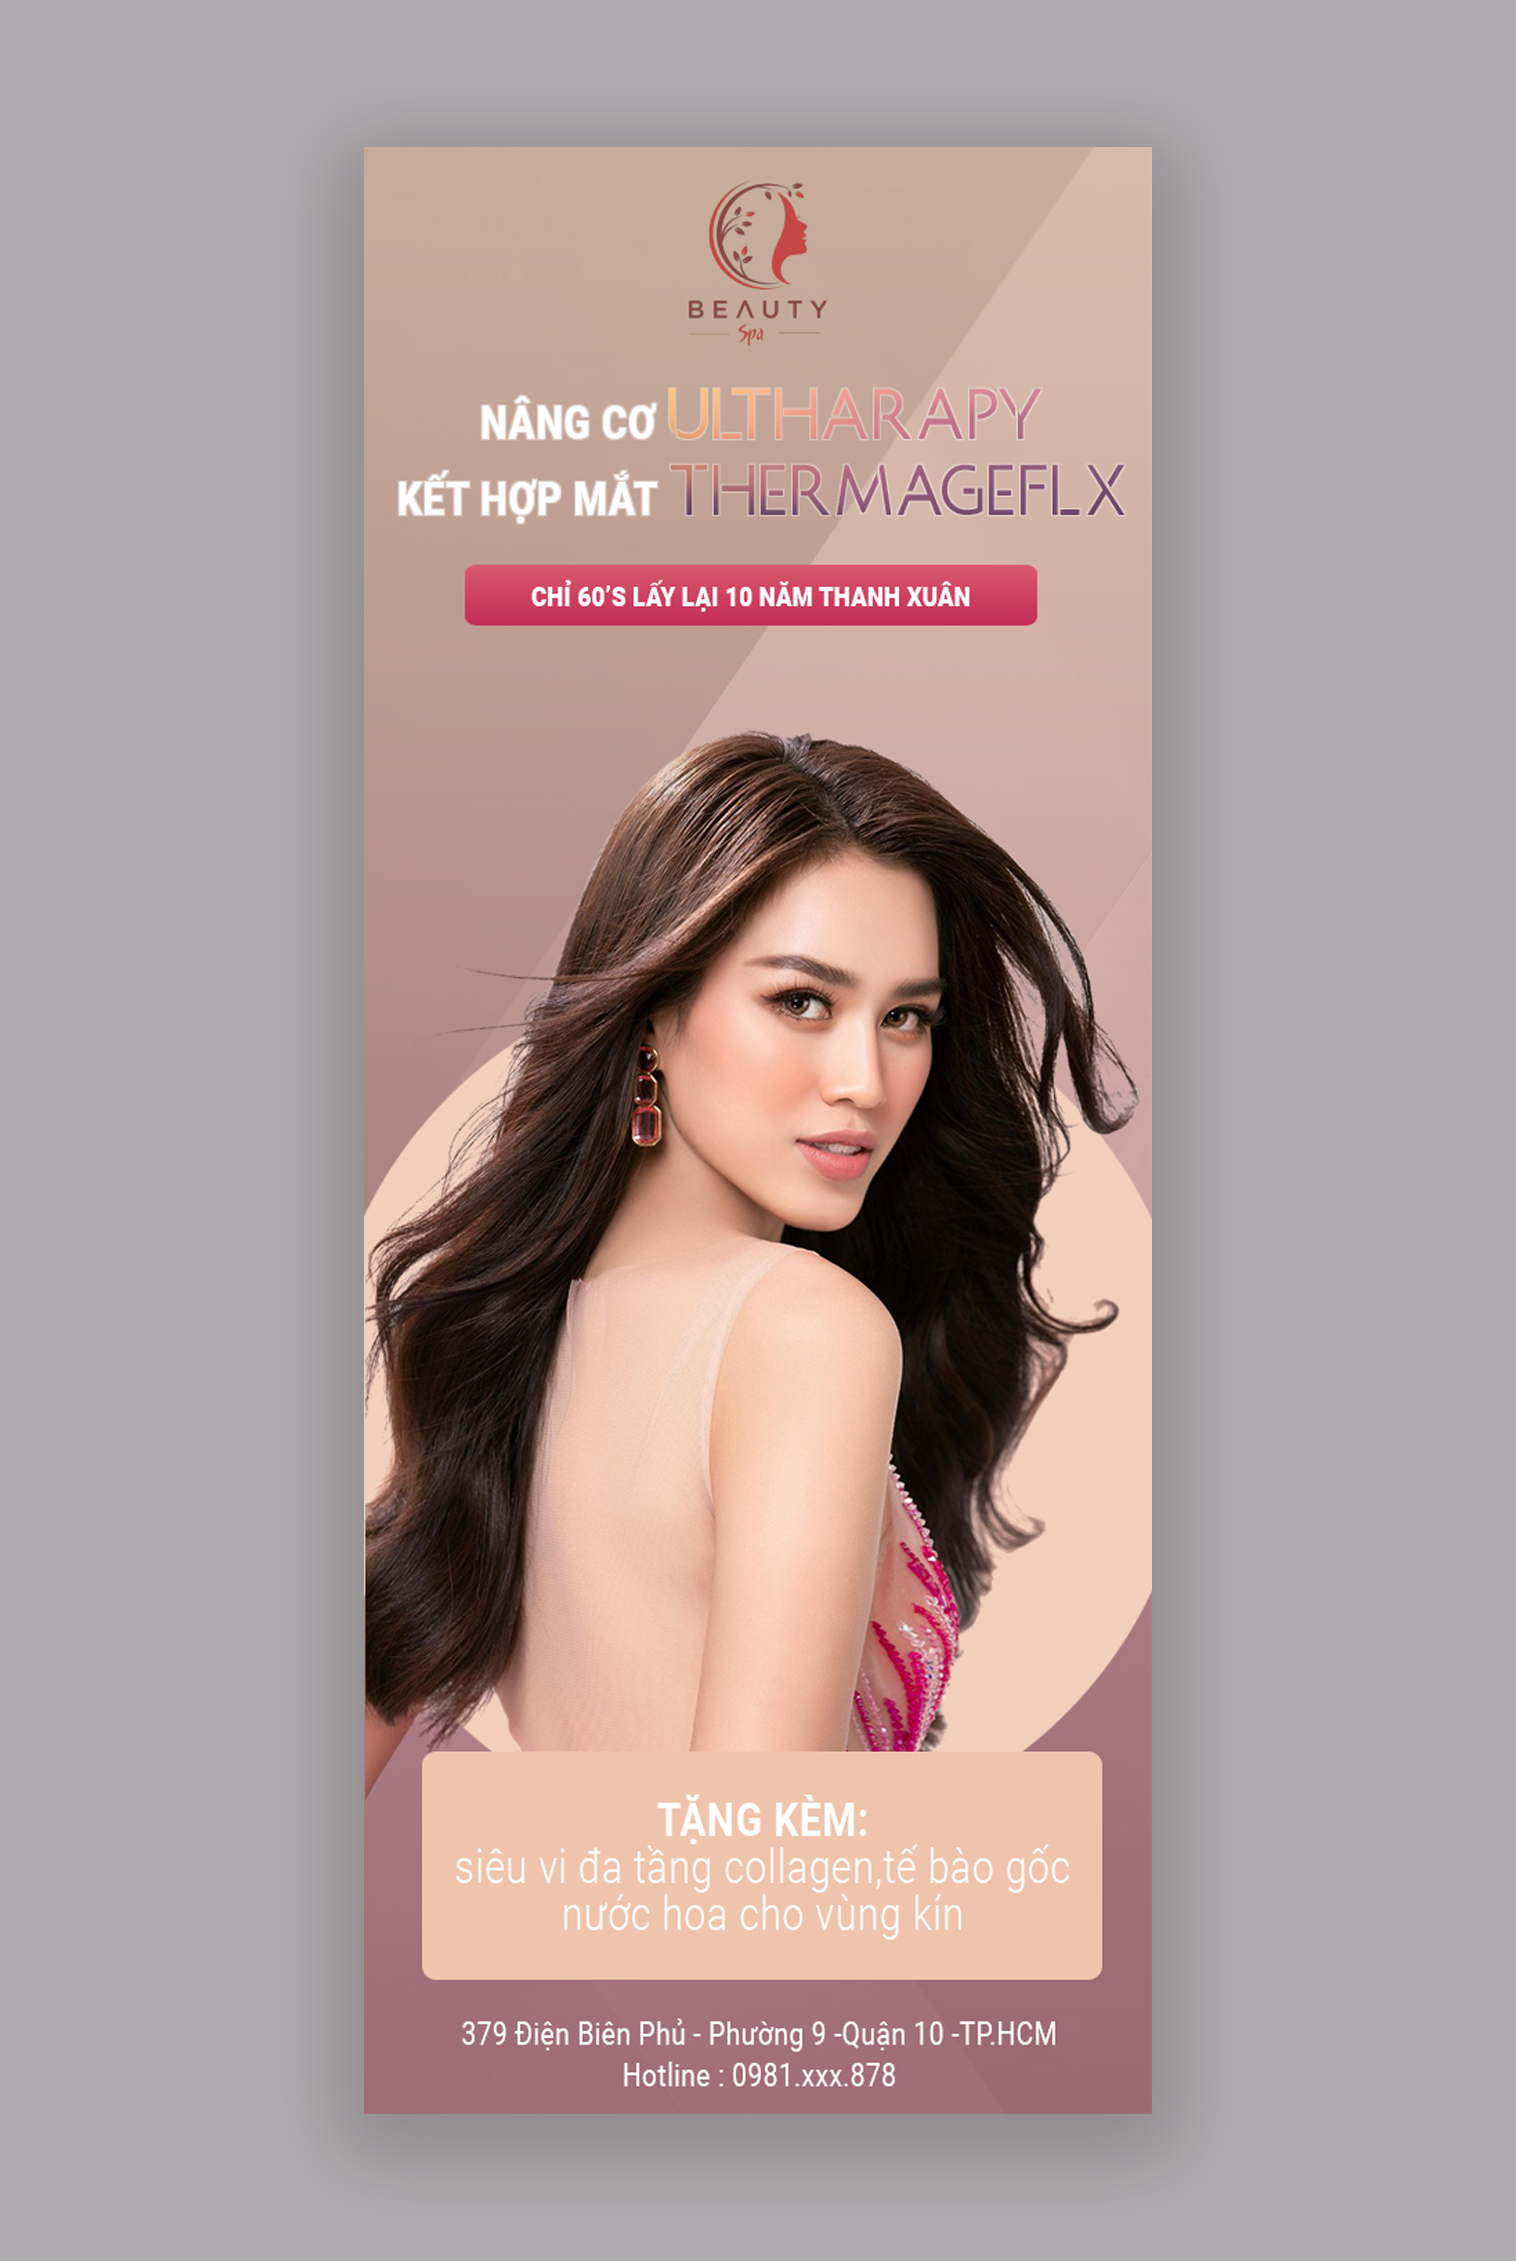 BEAUTY
Spa
NÂNG CƠ ULTHARAPY
KẾT HỢP MẮT THERMAGEFLX
CHỈ 60'S LẤY LẠI 10 NĂM THANH XUÂN
TẶNG KÈM:
siêu vi đa tầng collagen,tế bào gốc
nước hoa cho vùng kín
379 Điện Biên Phủ - Phường 9 -Quận 10 -TP.HCM
Hotline : 0981.xxx.878